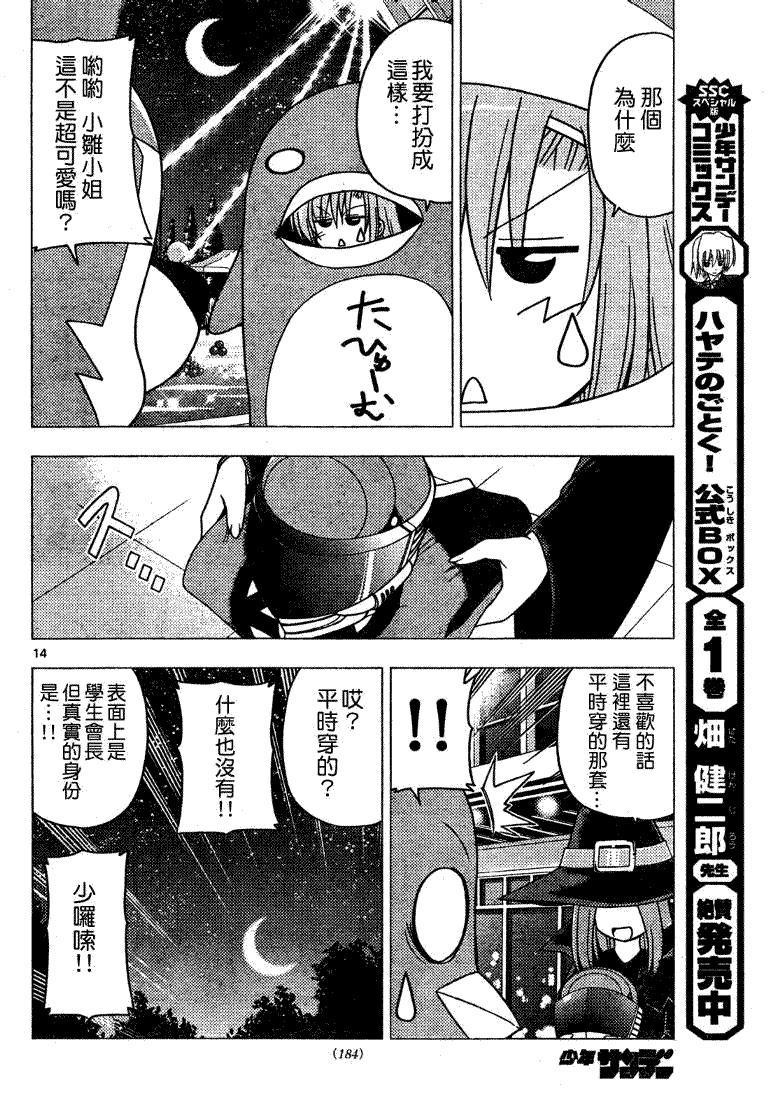 那個
為什麼
我要打扮成
這樣…
喲喲 小雛小姐
這不是超可愛嗎?
たひゅーむ
14
不喜歡的話
這裡還有
平時穿的那套…
!!
哎?
平時穿的?
什麼也沒有!!
表面上是
學生會長
但真實的身份
是…!!
少囉嗦!!
(184)
少年サンデー
SSC
スペシャル
版
少年サンデー
コミックス
ハヤテのごとく! 公式BOX
こうしきボックス
全1巻
畑 健二郎 先生
はた けんじろう
絶賛
発売中